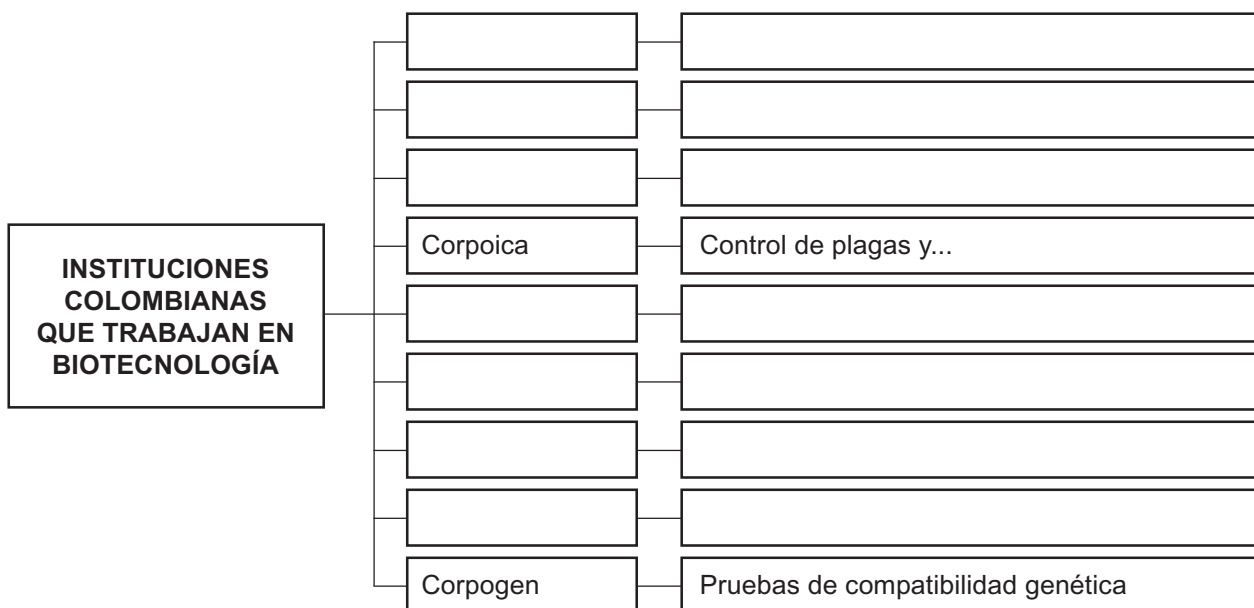 INSTITUCIONES
COLOMBIANAS
QUE TRABAJAN EN
BIOTECNOLOGÍA
Corpoica
Control de plagas y...
Corpogen
Pruebas de compatibilidad genética